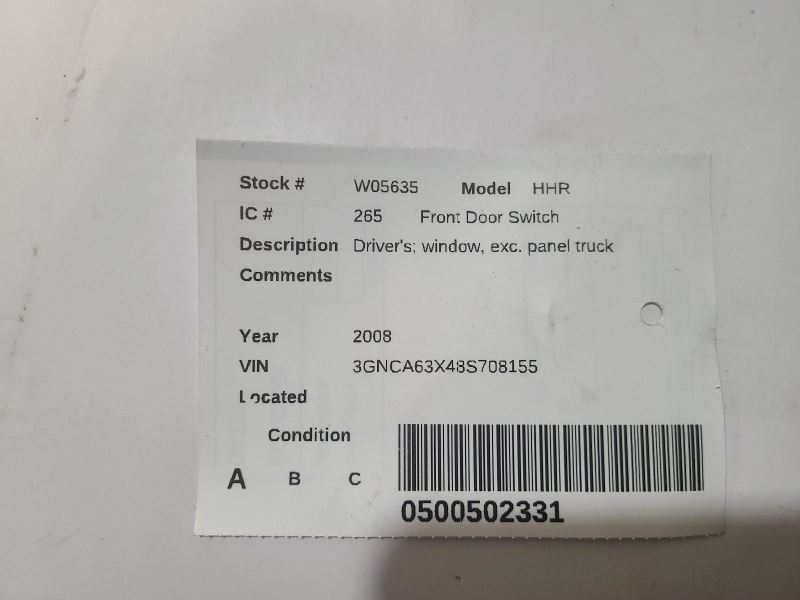 Stock # W05635 Model HHR
IC # 265 Front Door Switch
Description Driver's; window, exc. panel truck
Comments
Year 2008
VIN 3GNCA63X48S708155
Located
Condition
A B C
0500502331